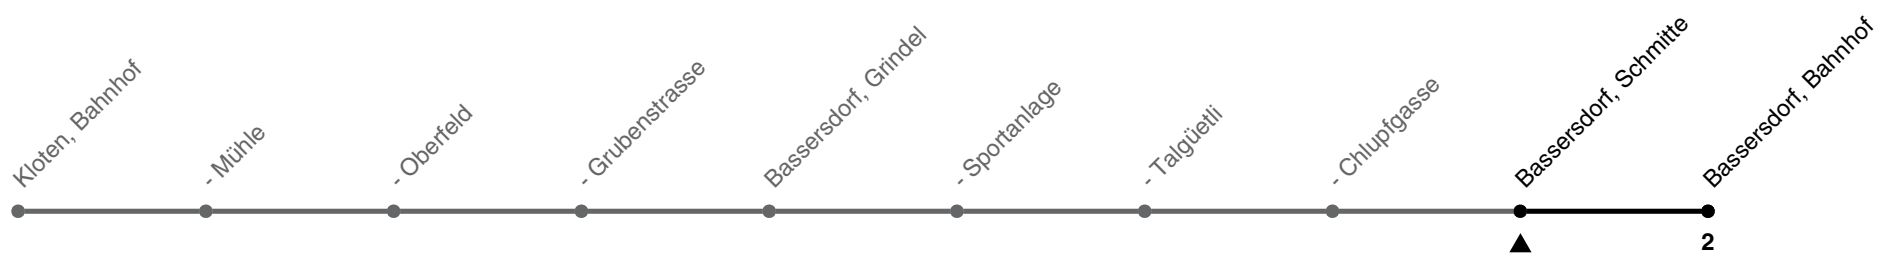 Kloten, Bahnhof
- Mühle
- Oberfeld
- Grubenstrasse
Bassersdorf, Grindel
- Sportanlage
- Talgüetli
- Chlupfgasse
Bassersdorf, Schmitte
Bassersdorf, Bahnhof
2